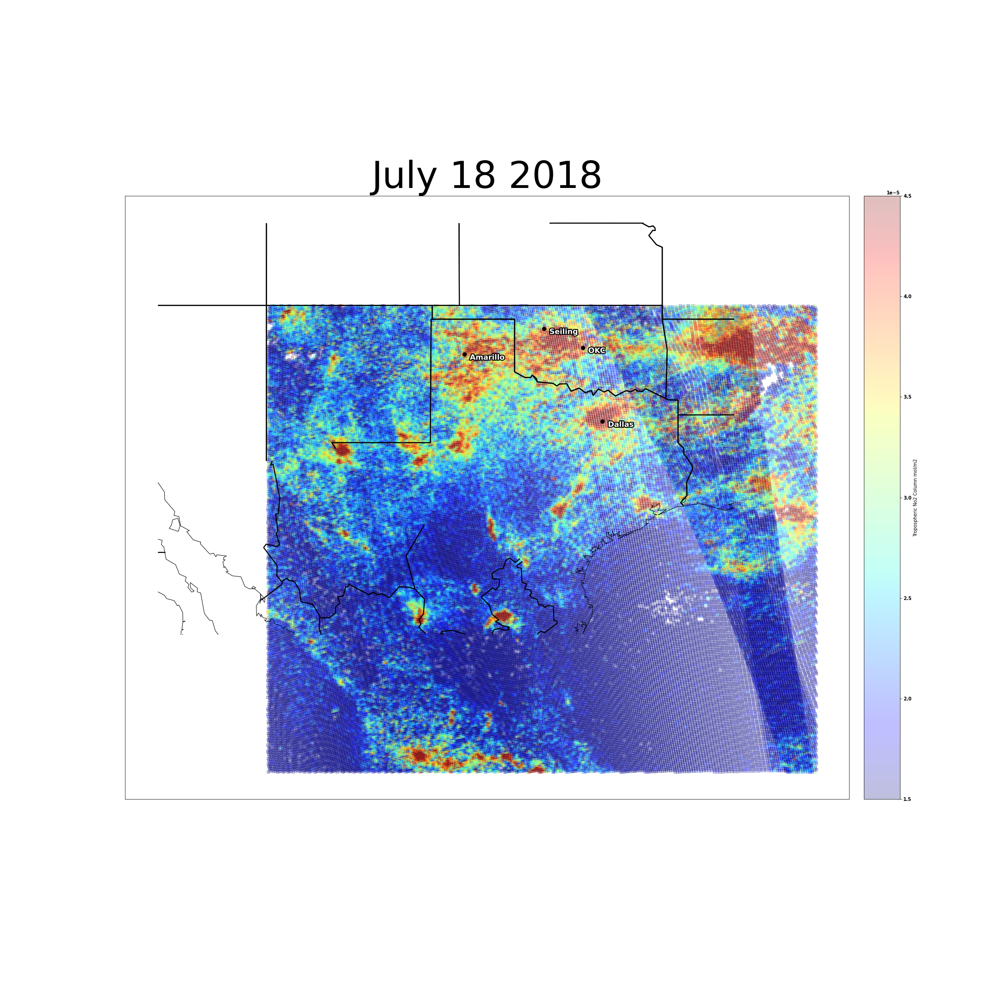 July 18 2018
1e−5
4.5
4.0
3.5
3.0
2.5
2.0
1.5
Topospheric No2 Column mol/m2
Seiling
OKC
Amarillo
Dallas